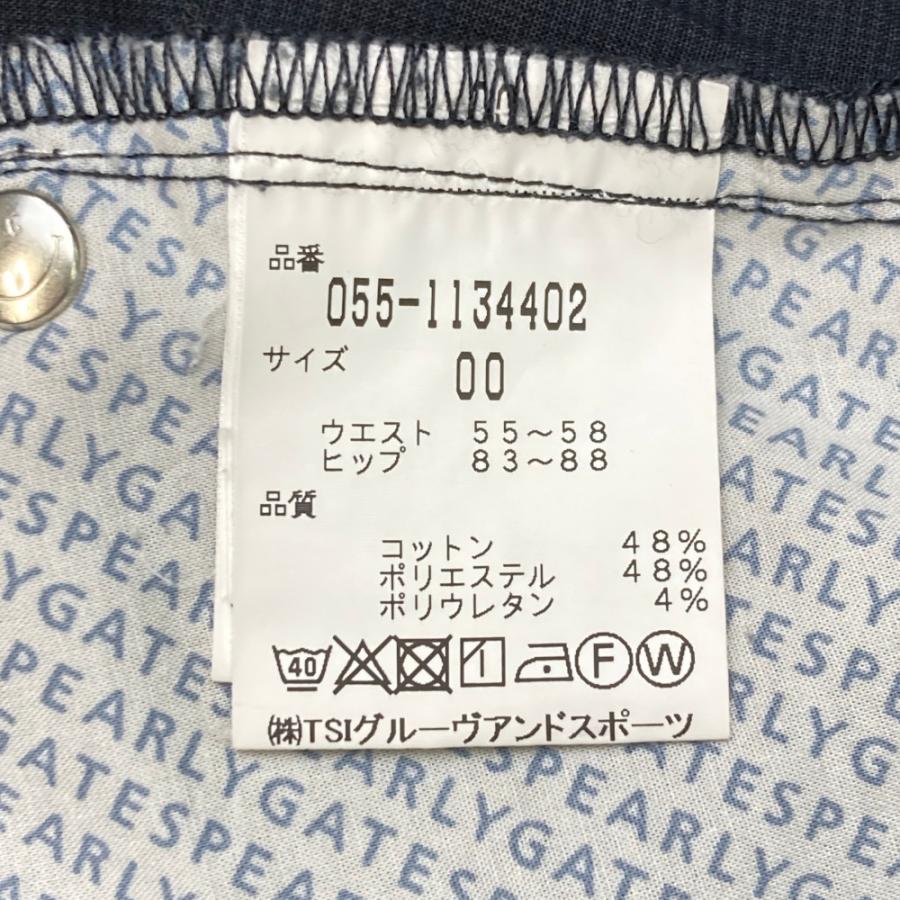 品番
055-1134402
サイズ
00
ウエスト 55～58
ヒップ 83～88
品質
コットン 48%
ポリエステル 48%
ポリウレタン 4%
40 F W
㈱TSIグルーヴアンドスポーツ
PEARLYGATES